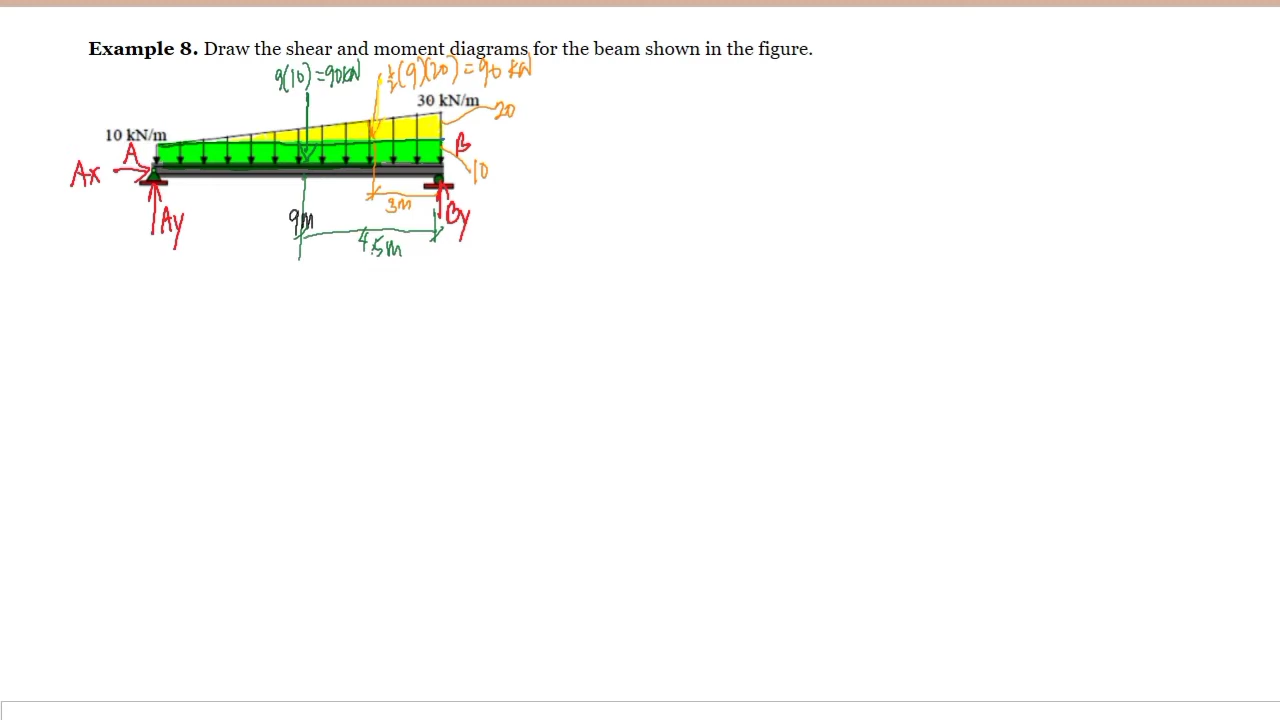 Example 8. Draw the shear and moment diagrams for the beam shown in the figure.
9(10)=90kN
½(9)(20)=90 kN
30 kN/m
20
10 kN/m
A
B
Ax
10
3m
Ay
9m
By
4.5m